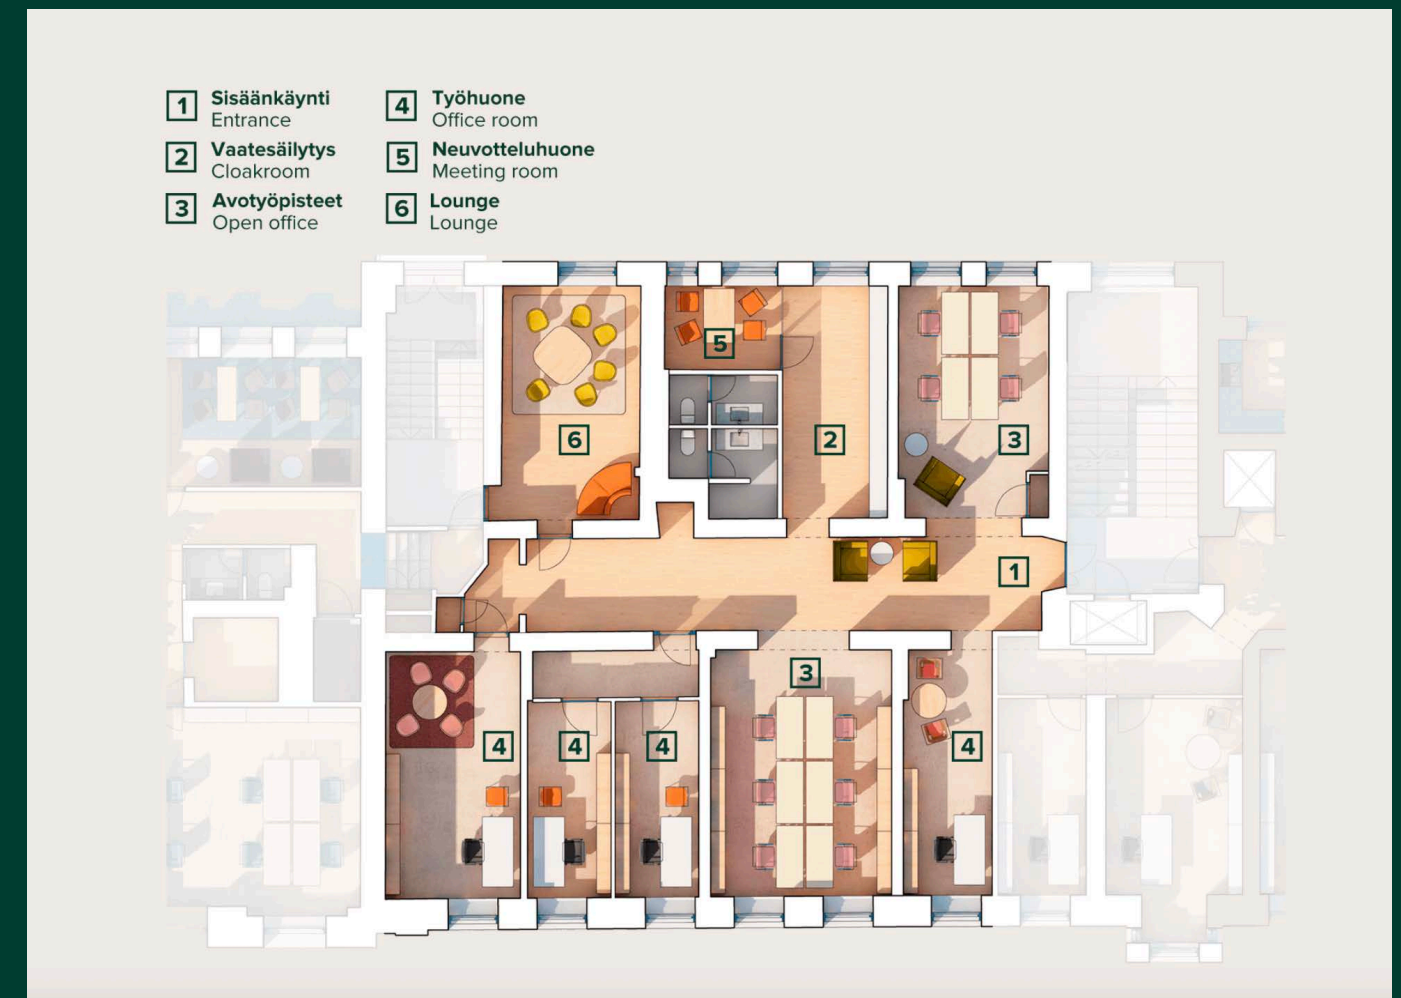 1 Sisäänkäynti
Entrance
2 Vaatesäilytys
Cloakroom
3 Avotyöpisteet
Open office
4 Työhuone
Office room
5 Neuvotteluhuone
Meeting room
6 Lounge
Lounge
5
6
2
3
1
3
4
4
4
4